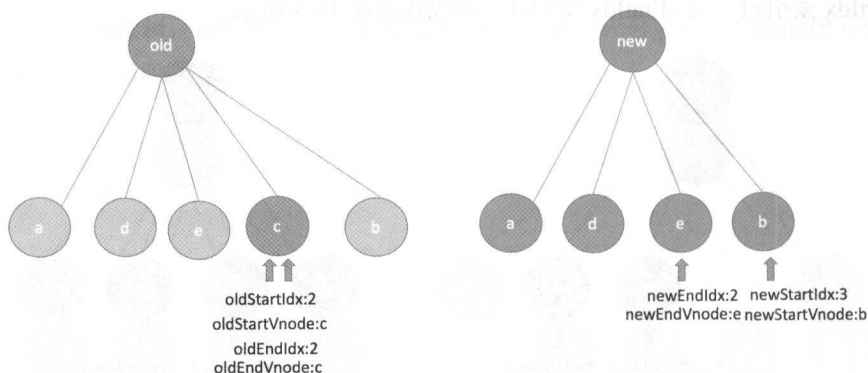 old
new
a
d
e
c
b
a
d
e
b
oldStartIdx:2
oldStartVnode:c
oldEndIdx:2
oldEndVnode:c
newEndIdx:2
newEndVnode:e
newStartIdx:3
newStartVnode:b